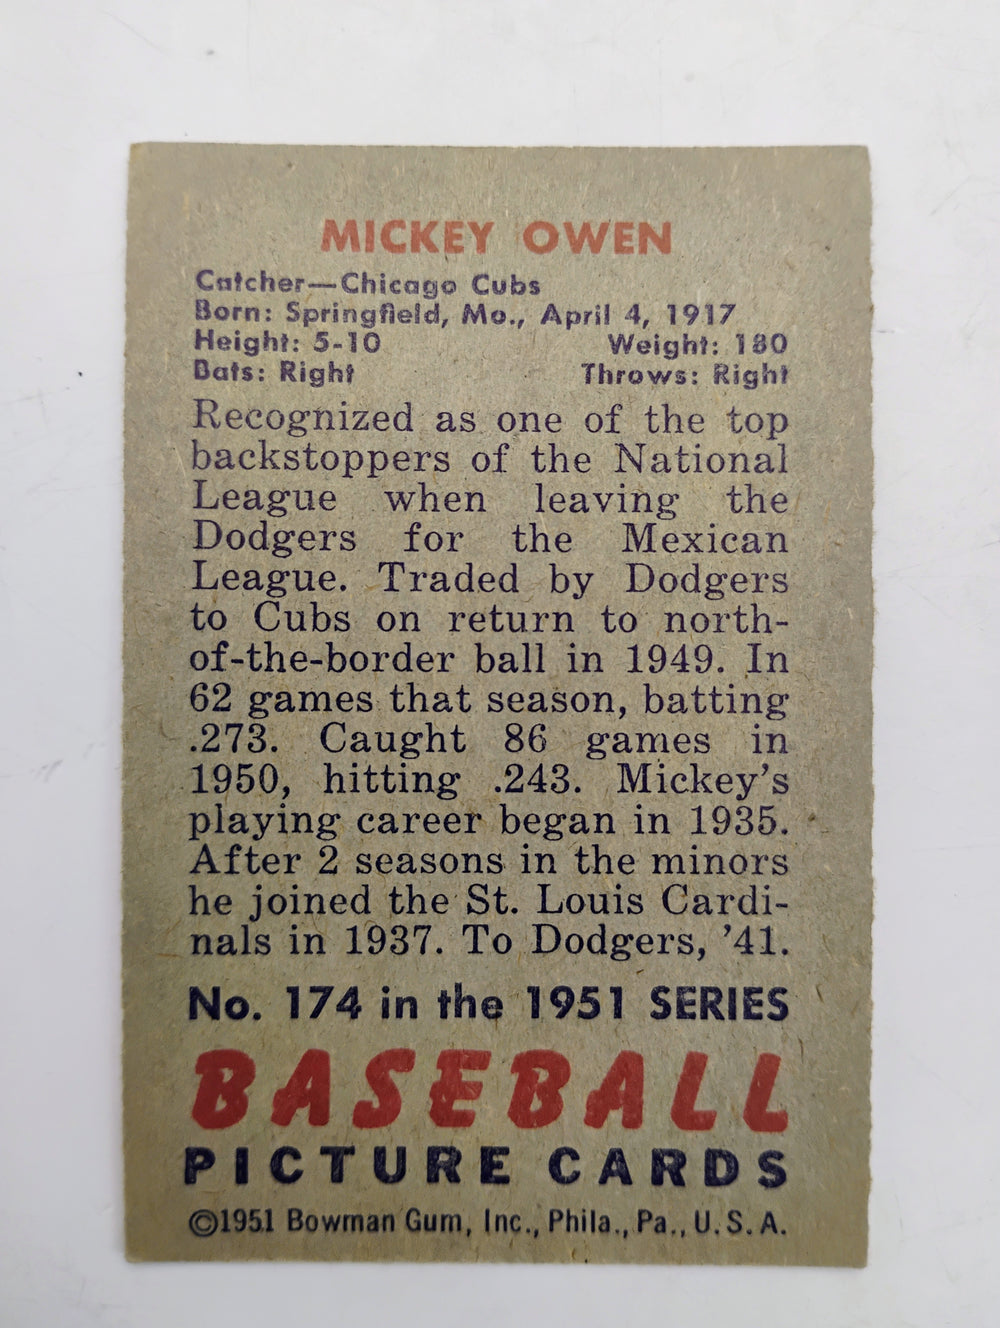 MICKEY OWEN
Catcher—Chicago Cubs
Born: Springfield, Mo., April 4, 1917
Height: 5-10 Weight: 180
Bats: Right Throws: Right
Recognized as one of the top
backstoppers of the National
League when leaving the
Dodgers for the Mexican
League. Traded by Dodgers
to Cubs on return to north-
of-the-border ball in 1949. In
62 games that season, batting
.273. Caught 86 games in
1950, hitting .243. Mickey's
playing career began in 1935.
After 2 seasons in the minors
he joined the St. Louis Cardi-
nals in 1937. To Dodgers, '41.
No. 174 in the 1951 SERIES
BASEBALL
PICTURE CARDS
©1951 Bowman Gum, Inc., Phila., Pa., U.S.A.